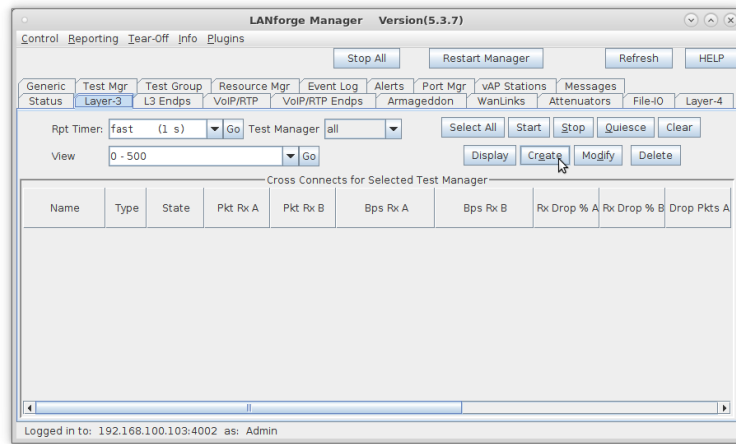 LANforge Manager Version(5.3.7)
Control Reporting Tear-Off Info Plugins
Stop All Restart Manager Refresh HELP
Generic Test Mgr Test Group Resource Mgr Event Log Alerts Port Mgr vAP Stations Messages
Status Layer-3 L3 Endps VoIP/RTP VoIP/RTP Endps Armageddon WanLinks Attenuators File-IO Layer-4
Rpt Timer: fast (1 s) Go Test Manager all Select All Start Stop Quiesce Clear
View 0 - 500 Go Display Create Modify Delete
Cross Connects for Selected Test Manager
Name Type State Pkt Rx A Pkt Rx B Bps Rx A Bps Rx B Rx Drop % A Rx Drop % B Drop Pkts A
Logged in to: 192.168.100.103:4002 as: Admin